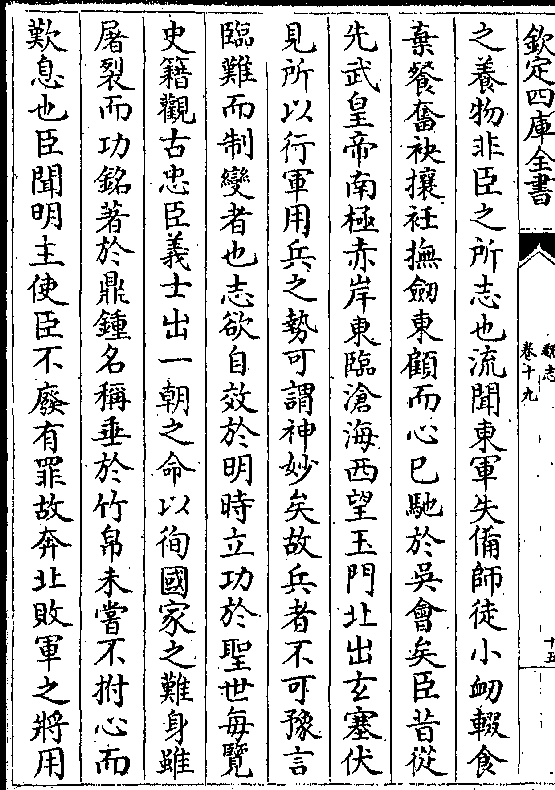 欽定四庫全書
魏志
卷十九
十五
之養物非臣之所志也流聞東軍失備師徒小衂輟食
棄餐奮袂攘衽撫劒東顧而心已馳於吳會矣臣昔從
先武皇帝南極赤岸東臨滄海西望玉門北出玄塞伏
見所以行軍用兵之勢可謂神妙矣故兵者不可豫言
臨難而制變者也志欲自效於明時立功於聖世每覽
史籍觀古忠臣義士出一朝之命以徇國家之難身雖
屠裂而功銘著於鼎鍾名稱垂於竹帛未嘗不拊心而
歎息也臣聞明主使臣不廢有罪故奔北敗軍之將用